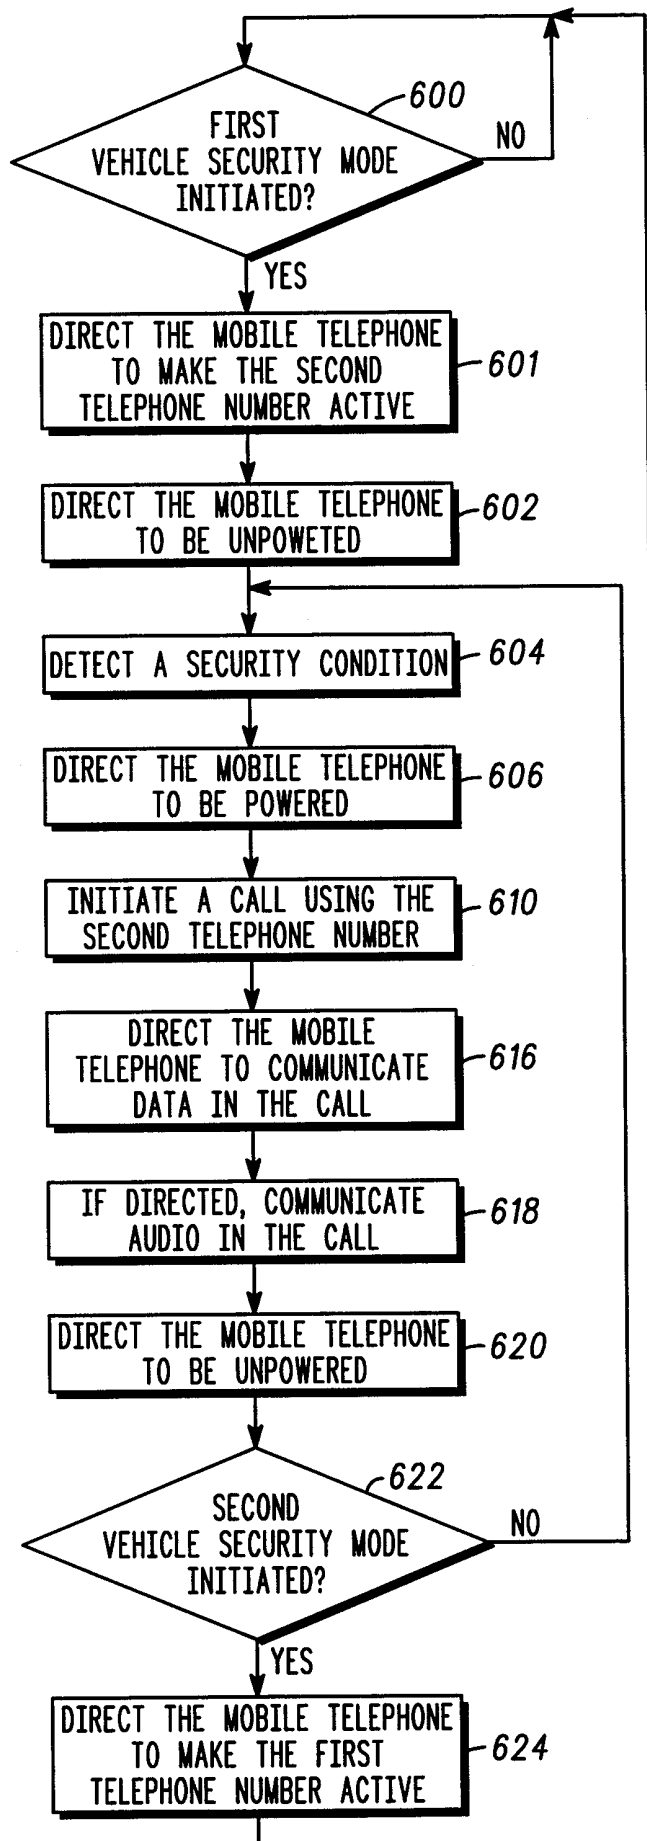 600
FIRST
VEHICLE SECURITY MODE
INITIATED?
NO
YES
DIRECT THE MOBILE TELEPHONE
TO MAKE THE SECOND
TELEPHONE NUMBER ACTIVE
601
DIRECT THE MOBILE TELEPHONE
TO BE UNPOWETED
602
DETECT A SECURITY CONDITION
604
DIRECT THE MOBILE TELEPHONE
TO BE POWERED
606
INITIATE A CALL USING THE
SECOND TELEPHONE NUMBER
610
DIRECT THE MOBILE
TELEPHONE TO COMMUNICATE
DATA IN THE CALL
616
IF DIRECTED, COMMUNICATE
AUDIO IN THE CALL
618
DIRECT THE MOBILE TELEPHONE
TO BE UNPOWERED
620
622
SECOND
VEHICLE SECURITY MODE
INITIATED?
NO
YES
DIRECT THE MOBILE TELEPHONE
TO MAKE THE FIRST
TELEPHONE NUMBER ACTIVE
624